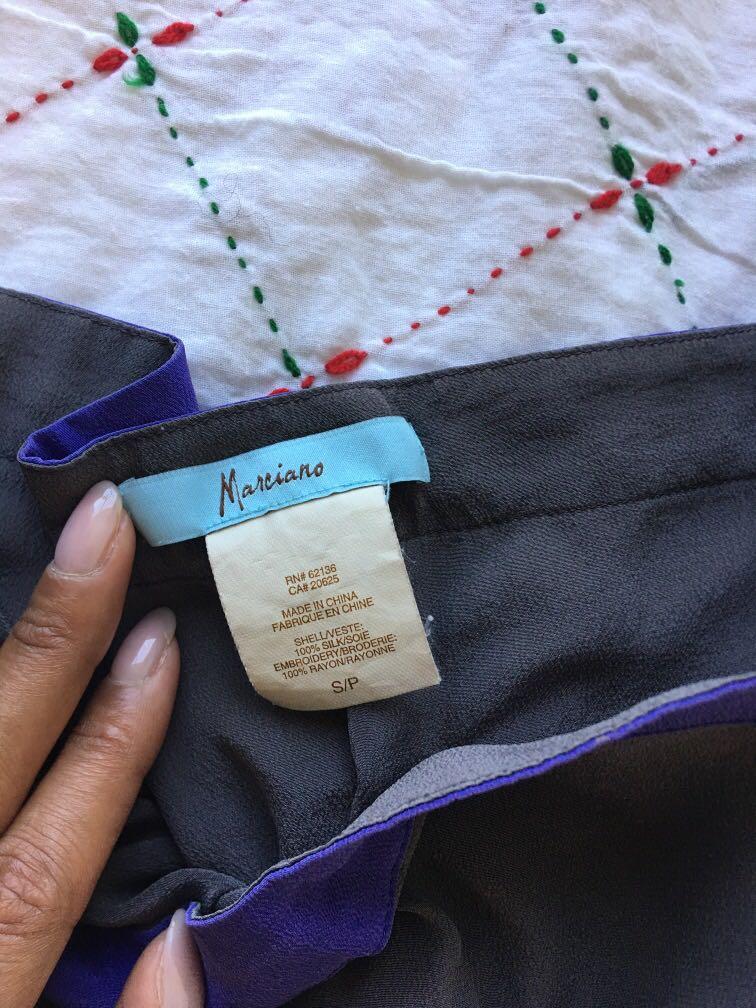 Marciano
RN# 62136
CA# 20625
MADE IN CHINA
FABRIQUE EN CHINE
SHELL/VESTE:
100% SILK/SOIE
EMBROIDERY/BRODERIE:
100% RAYON/RAYONNE
S/P